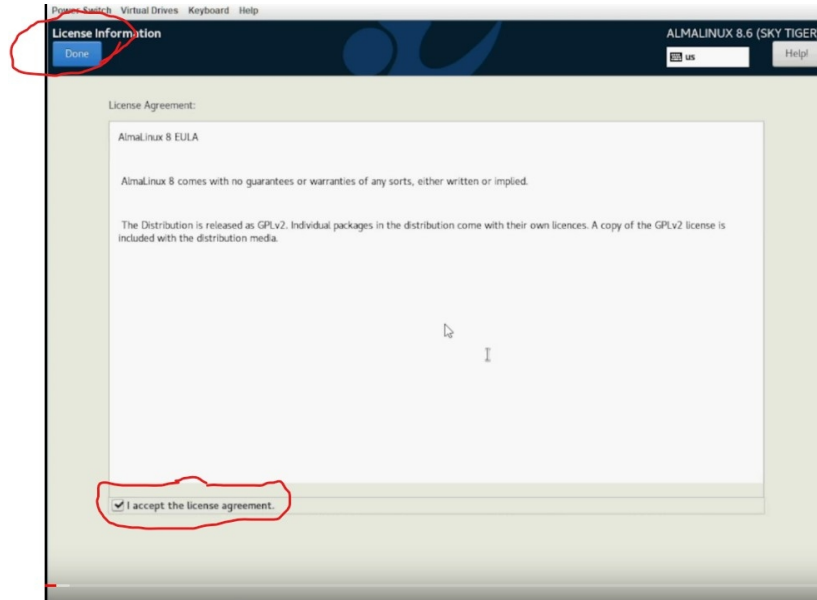 Power Switch Virtual Drives Keyboard Help
License Information
ALMALINUX 8.6 (SKY TIGER
Done
us
Help!
License Agreement:
AlmaLinux 8 EULA
AlmaLinux 8 comes with no guarantees or warranties of any sorts, either written or implied.
The Distribution is released as GPLv2. Individual packages in the distribution come with their own licences. A copy of the GPLv2 license is
included with the distribution media.
I accept the license agreement.